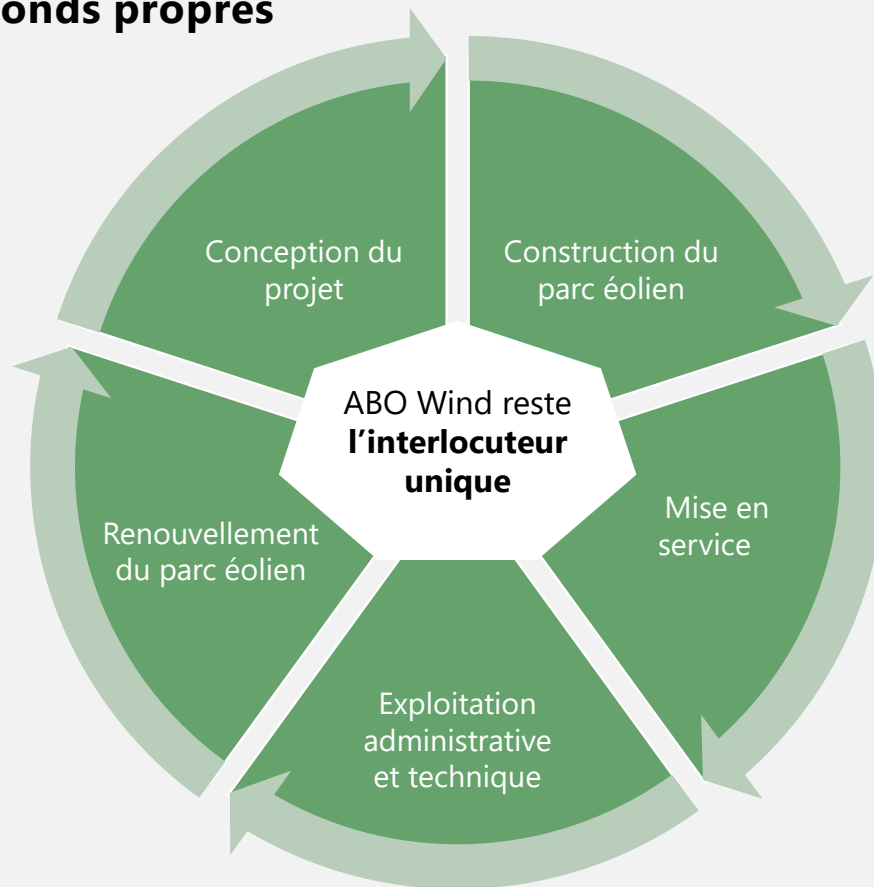 onds propres
Conception du
projet
Construction du
parc éolien
ABO Wind reste
l’interlocuteur
unique
Mise en
service
Renouvellement
du parc éolien
Exploitation
administrative
et technique